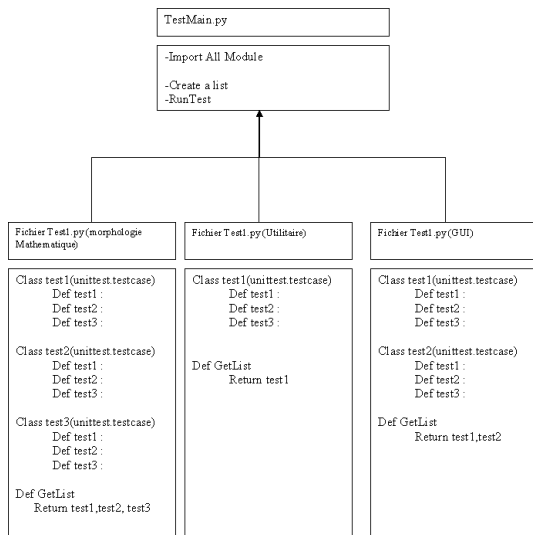 TestMain.py
-Import All Module
-Create a list
-RunTest
Fichier Test1.py (morphologie
Mathematique)
Class test1(unittest.testcase)
Def test1 :
Def test2 :
Def test3 :
Class test2(unittest.testcase)
Def test1 :
Def test2 :
Def test3 :
Class test3(unittest.testcase)
Def test1 :
Def test2 :
Def test3 :
Def GetList
Return test1,test2, test3
Fichier Test1.py (Utilitaire)
Class test1(unittest.testcase)
Def test1 :
Def test2 :
Def test3 :
Def GetList
Return test1
Fichier Test1.py (GUI)
Class test1(unittest.testcase)
Def test1 :
Def test2 :
Def test3 :
Class test2(unittest.testcase)
Def test1 :
Def test2 :
Def test3 :
Def GetList
Return test1,test2